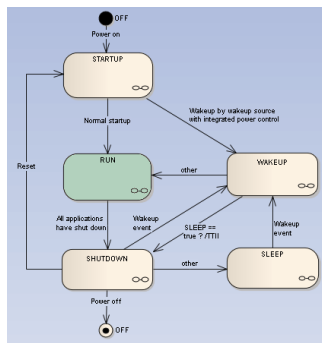 OFF
Power on
STARTUP
Wakeup by wakeup source
with integrated power control
Normal startup
Reset
RUN
other
WAKEUP
All applications
have shut down
Wakeup
event
SLEEP ==
true ? /TTII
Wakeup
event
SHUTDOWN
other
SLEEP
Power off
OFF